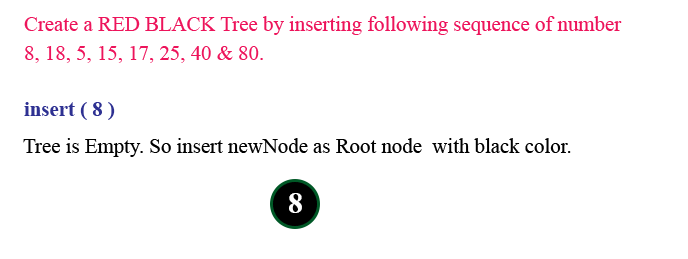 Create a RED BLACK Tree by inserting following sequence of number
8, 18, 5, 15, 17, 25, 40 & 80.
insert ( 8 )
Tree is Empty. So insert newNode as Root node with black color.
8